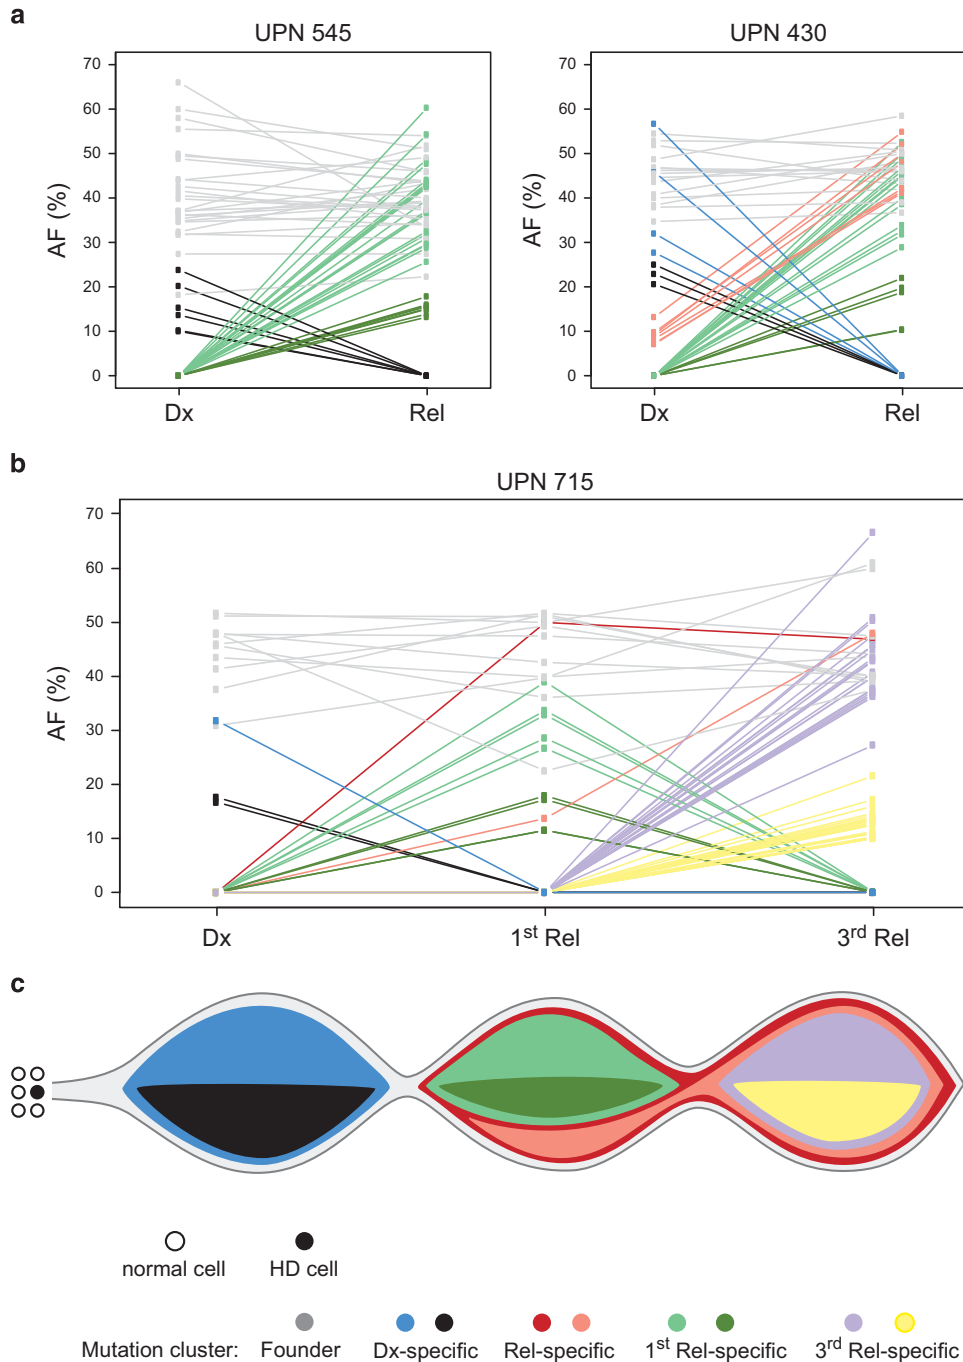 a
UPN 545
UPN 430
70
60
50
40
30
20
10
0
AF (%)
Dx
Rel
70
60
50
40
30
20
10
0
AF (%)
Dx
Rel
b
UPN 715
70
60
50
40
30
20
10
0
AF (%)
Dx
1st Rel
3rd Rel
c
normal cell
HD cell
Mutation cluster: Founder Dx-specific Rel-specific 1st Rel-specific 3rd Rel-specific